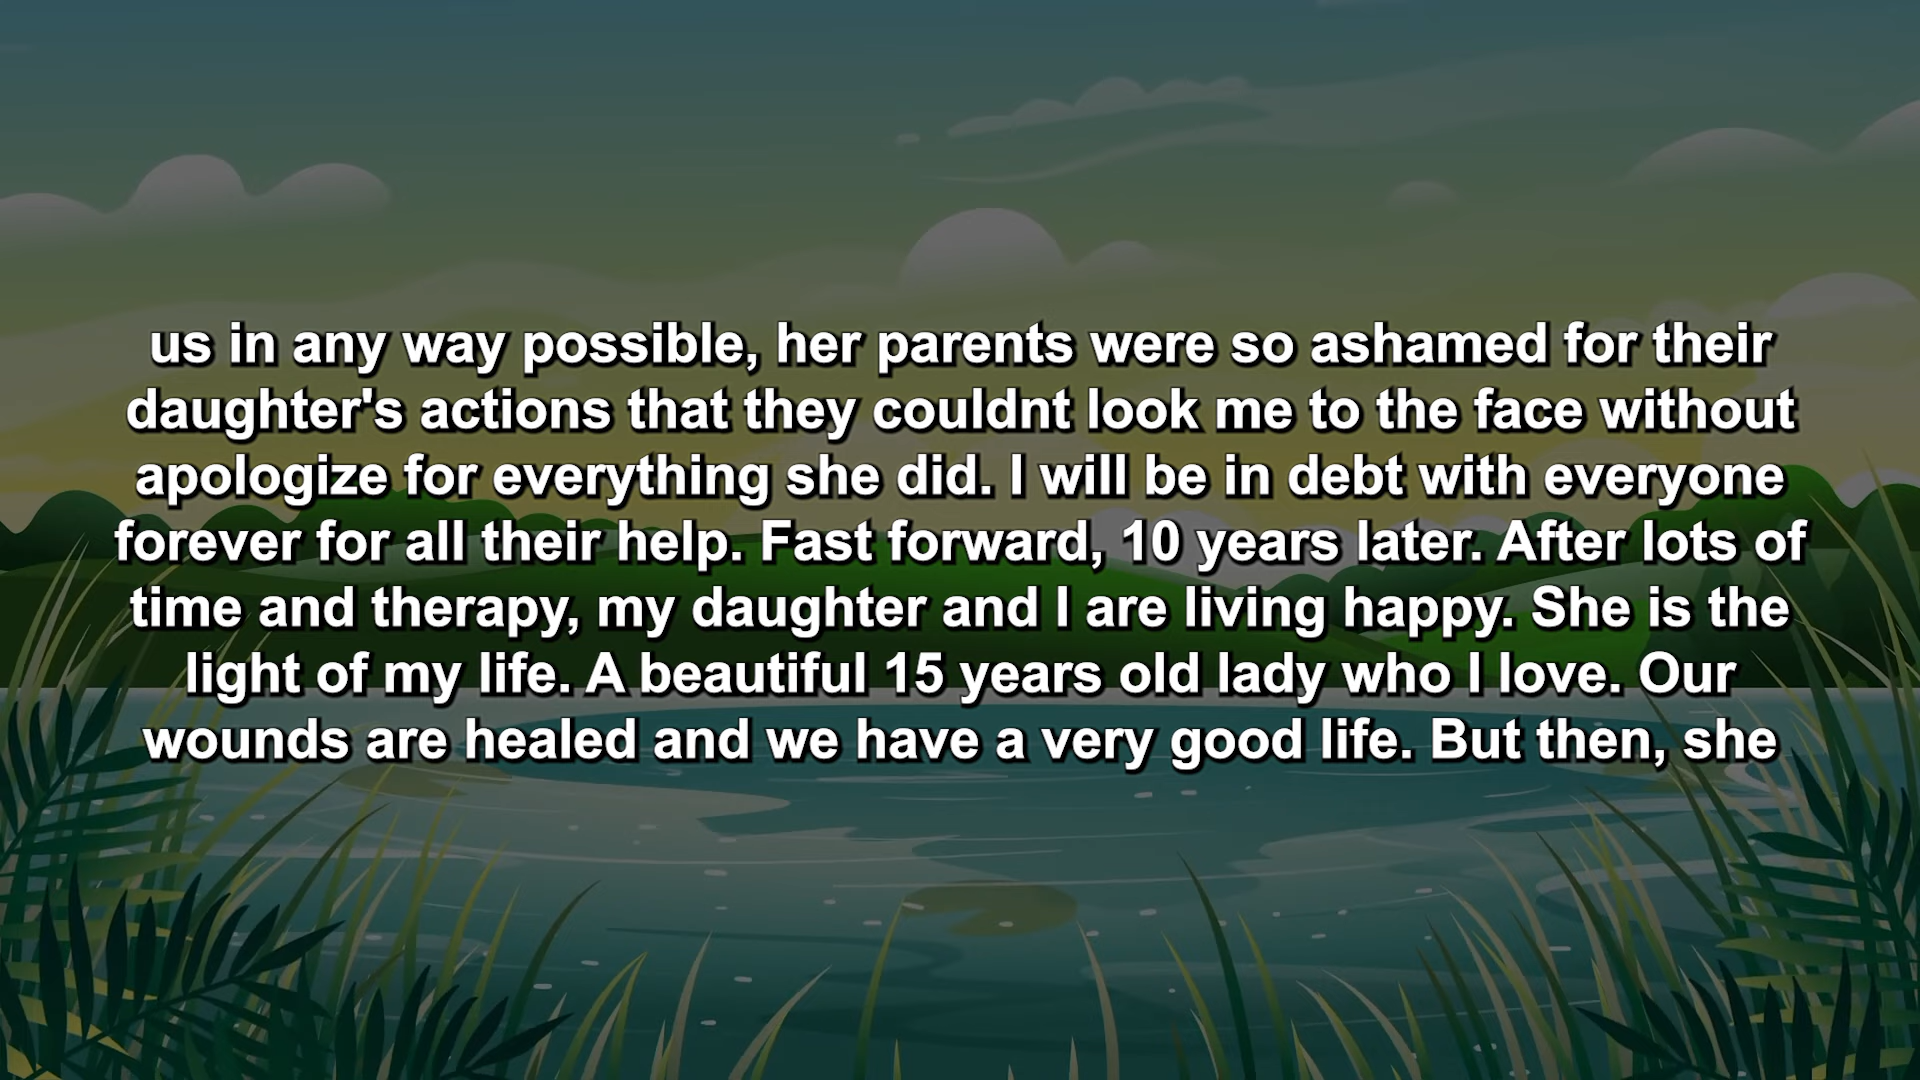 us in any way possible, her parents were so ashamed for their
daughter's actions that they couldnt look me to the face without
apologize for everything she did. I will be in debt with everyone
forever for all their help. Fast forward, 10 years later. After lots of
time and therapy, my daughter and I are living happy. She is the
light of my life. A beautiful 15 years old lady who I love. Our
wounds are healed and we have a very good life. But then, she